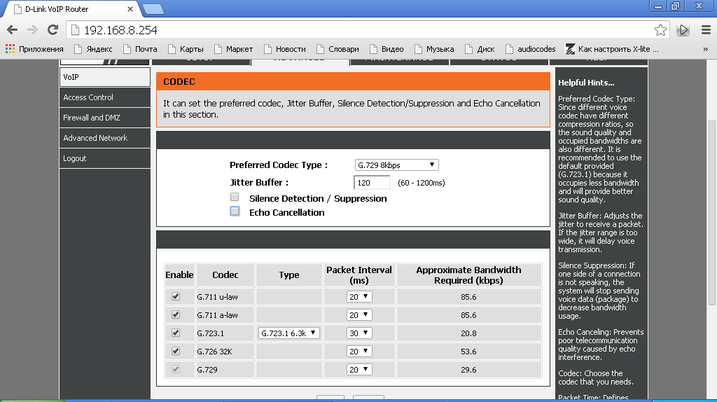 D-Link VoIP Router
192.168.8.254
Приложения Яндекс Почта Карты Маркет Новости Словари Видео Музыка Диск audiocodes Как настроить X-lite ...
VoIP
Access Control
Firewall and DMZ
Advanced Network
Logout
CODEC
It can set the preferred codec, Jitter Buffer, Silence Detection/Suppression and Echo Cancellation
in this section.
Preferred Codec Type : G.729 8kbps
Jitter Buffer : 120 (60 - 1200ms)
Silence Detection / Suppression
Echo Cancellation
Enable Codec Type Packet Interval (ms) Approximate Bandwidth Required (kbps)
G.711 u-law 20 85.6
G.711 a-law 20 85.6
G.723.1 G.723.1 6.3k 30 20.8
G.726 32K 20 53.6
G.729 20 29.6
Helpful Hints...
Preferred Codec Type:
Since different voice
codec have different
compression ratios, so
the sound quality and
occupied bandwidths are
also different. It is
recommended to use the
default provided
(G.723.1) because it
occupies less bandwidth
and will provide better
sound quality.
Jitter Buffer: Adjusts the
jitter to receive a packet.
If the jitter range is too
wide, it will delay voice
transmission.
Silence Suppression: If
one side of a connection
is not speaking, the
system will stop sending
voice data (package) to
decrease bandwidth
usage.
Echo Canceling: Prevents
poor telecommunication
quality caused by echo
interference.
Codec: Choose the
codec that you needs.
Packet Time: Defines